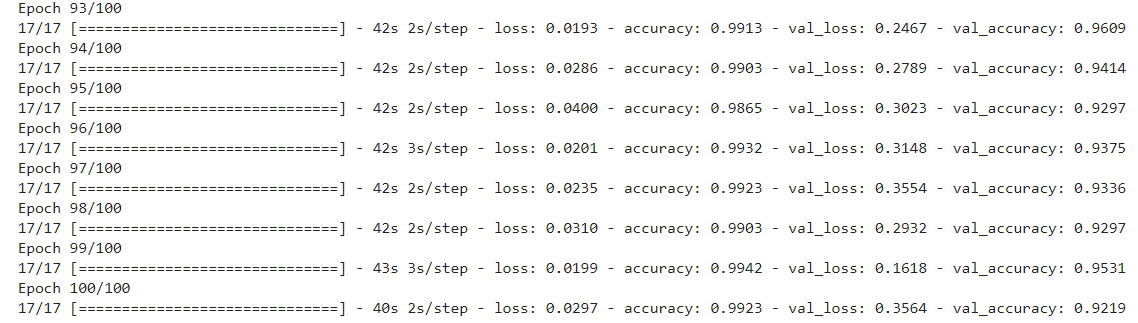 Epoch 93/100
17/17 [==============================] - 42s 2s/step - loss: 0.0193 - accuracy: 0.9913 - val_loss: 0.2467 - val_accuracy: 0.9609
Epoch 94/100
17/17 [==============================] - 42s 2s/step - loss: 0.0286 - accuracy: 0.9903 - val_loss: 0.2789 - val_accuracy: 0.9414
Epoch 95/100
17/17 [==============================] - 42s 2s/step - loss: 0.0400 - accuracy: 0.9865 - val_loss: 0.3023 - val_accuracy: 0.9297
Epoch 96/100
17/17 [==============================] - 42s 3s/step - loss: 0.0201 - accuracy: 0.9932 - val_loss: 0.3148 - val_accuracy: 0.9375
Epoch 97/100
17/17 [==============================] - 42s 2s/step - loss: 0.0235 - accuracy: 0.9923 - val_loss: 0.3554 - val_accuracy: 0.9336
Epoch 98/100
17/17 [==============================] - 42s 2s/step - loss: 0.0310 - accuracy: 0.9903 - val_loss: 0.2932 - val_accuracy: 0.9297
Epoch 99/100
17/17 [==============================] - 43s 3s/step - loss: 0.0199 - accuracy: 0.9942 - val_loss: 0.1618 - val_accuracy: 0.9531
Epoch 100/100
17/17 [==============================] - 40s 2s/step - loss: 0.0297 - accuracy: 0.9923 - val_loss: 0.3564 - val_accuracy: 0.9219